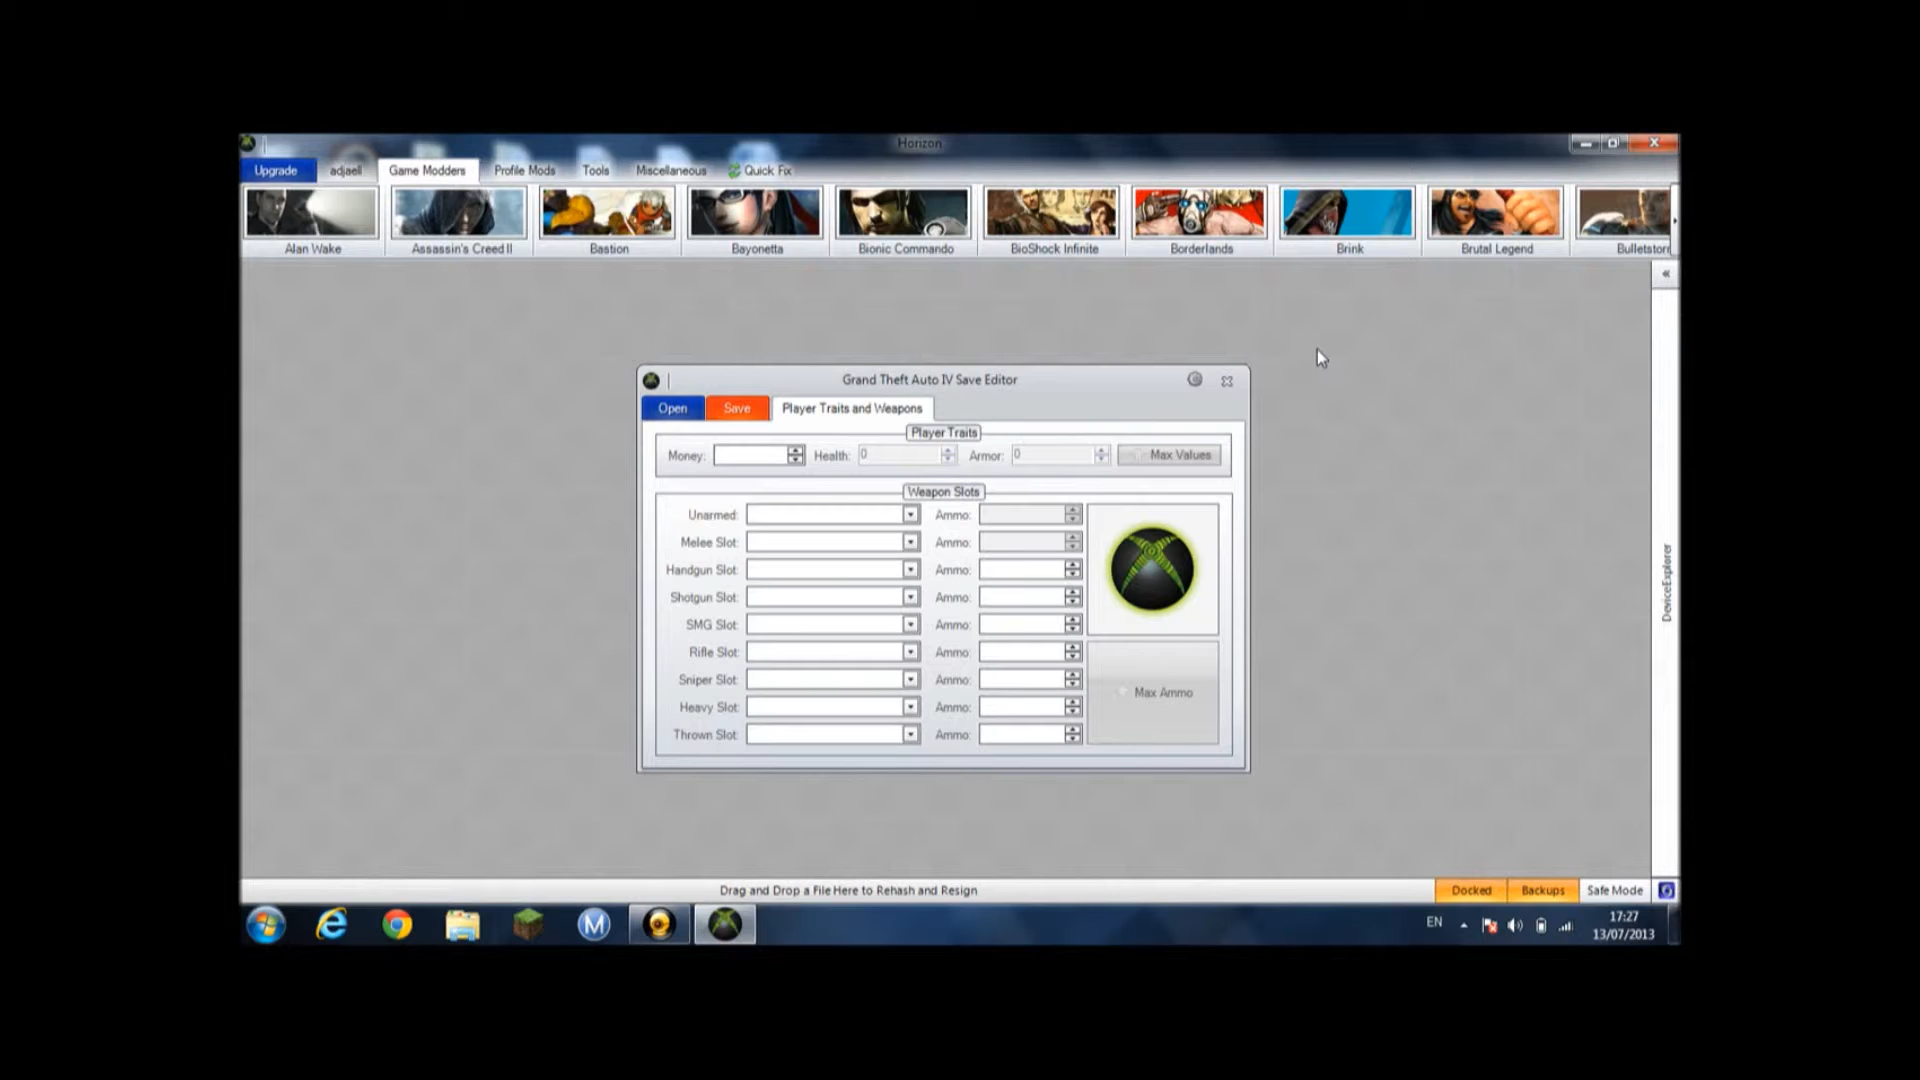 Horizon
Upgrade adjaell Game Modders Profile Mods Tools Miscellaneous Quick Fix
Alan Wake Assassin's Creed II Bastion Bayonetta Bionic Commando BioShock Infinite Borderlands Brink Brutal Legend Bulletstorm
Grand Theft Auto IV Save Editor
Open Save Player Traits and Weapons
Player Traits
Money: Health: 0 Armor: 0 Max Values
Weapon Slots
Unarmed: Ammo:
Melee Slot: Ammo:
Handgun Slot: Ammo:
Shotgun Slot: Ammo:
SMG Slot: Ammo:
Rifle Slot: Ammo:
Sniper Slot: Ammo:
Heavy Slot: Ammo:
Thrown Slot: Ammo:
Max Ammo
DeviceExplorer
Drag and Drop a File Here to Rehash and Resign Docked Backups Safe Mode
M EN 17:27
13/07/2013